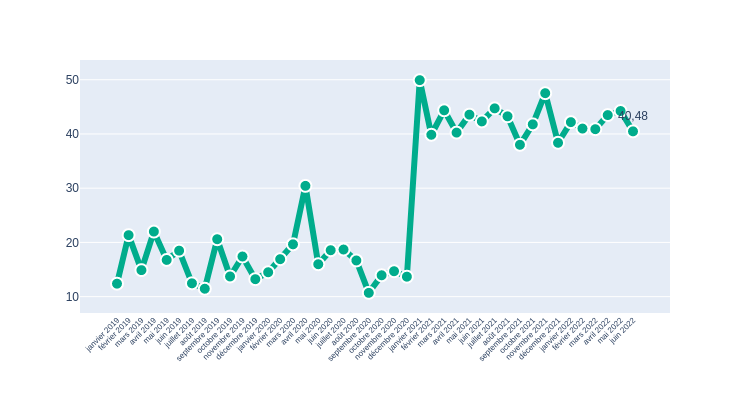 50
40
30
20
10
40,48
janvier 2019
février 2019
mars 2019
avril 2019
mai 2019
juin 2019
juillet 2019
août 2019
septembre 2019
octobre 2019
novembre 2019
décembre 2019
janvier 2020
février 2020
mars 2020
avril 2020
mai 2020
juin 2020
juillet 2020
août 2020
septembre 2020
octobre 2020
novembre 2020
décembre 2020
janvier 2021
février 2021
mars 2021
avril 2021
mai 2021
juin 2021
juillet 2021
août 2021
septembre 2021
octobre 2021
novembre 2021
décembre 2021
janvier 2022
février 2022
mars 2022
avril 2022
mai 2022
juin 2022